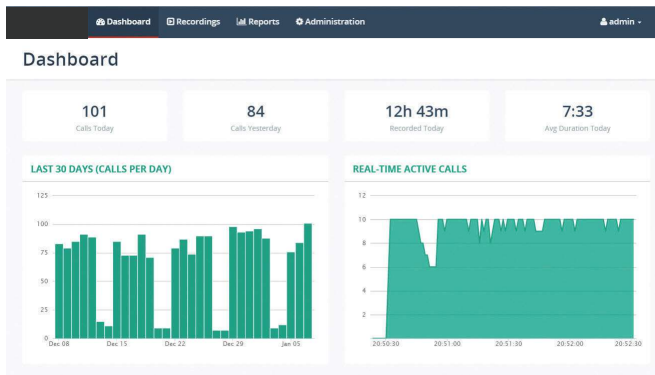 Dashboard Recordings Reports Administration admin
Dashboard
101 84 12h 43m 7:33
Calls Today Calls Yesterday Recorded Today Avg Duration Today
LAST 30 DAYS (CALLS PER DAY) REAL-TIME ACTIVE CALLS
125
100
75
50
25
0
Dec 08 Dec 15 Dec 22 Dec 29 Jan 05
12
10
8
6
4
2
20:50:30 20:51:00 20:51:30 20:52:00 20:52:30